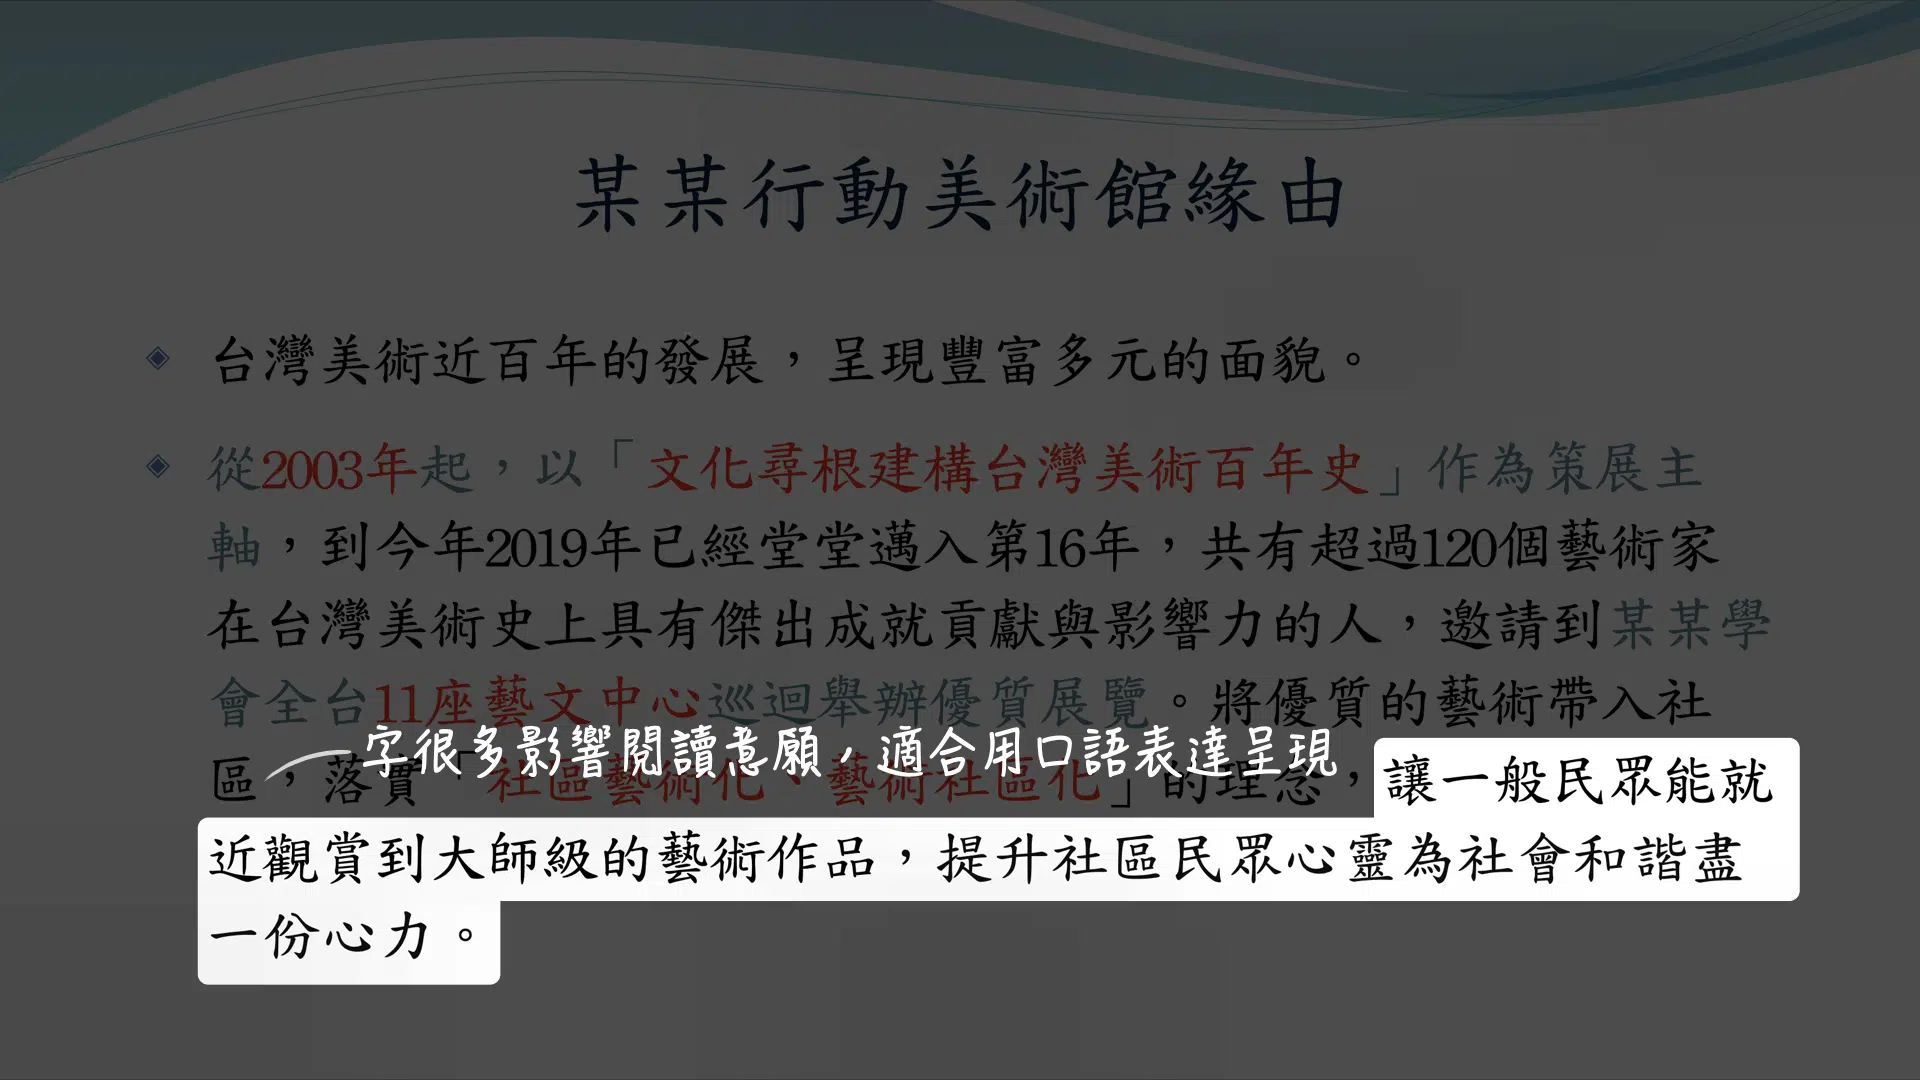 某某行動美術館緣由
台灣美術近百年的發展，呈現豐富多元的面貌。
從2003年起，以「文化尋根建構台灣美術百年史」作為策展主
軸，到今年2019年已經堂堂邁入第16年，共有超過120個藝術家
在台灣美術史上具有傑出成就貢獻與影響力的人，邀請到某某學
會全台11座藝文中心巡迴舉辦優質展覽。將優質的藝術帶入社
字很多影響閱讀意願，適合用口語表達呈現
區，落實「社區藝術化、藝術社區化」的理念，讓一般民眾能就
近觀賞到大師級的藝術作品，提升社區民眾心靈為社會和諧盡
一份心力。